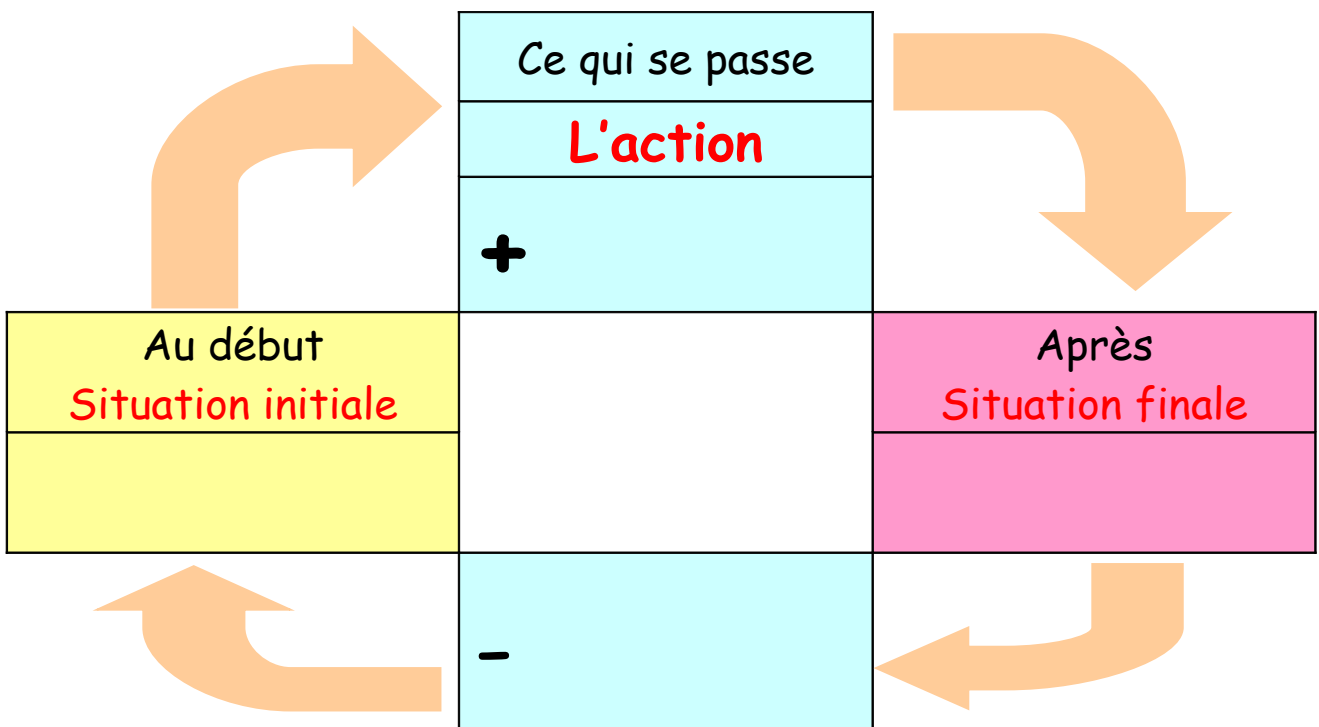 Ce qui se passe
L'action
+
Au début
Situation initiale
Après
Situation finale
-